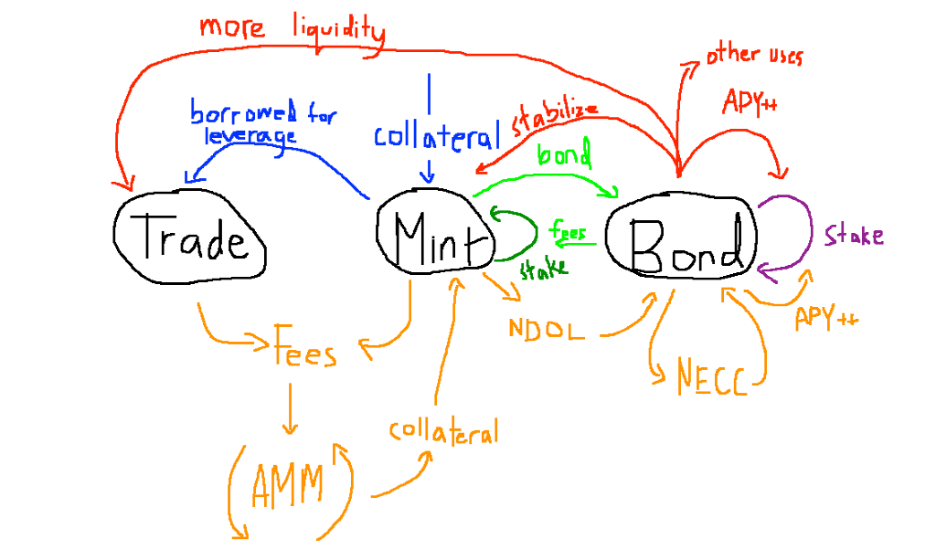 more liquidity
other uses
APY++
borrowed for
leverage
collateral
stabilize
bond
Trade
Mint
fees
Bond
stake
stake
NDOL
APY++
Fees
NECC
collateral
(AMM)